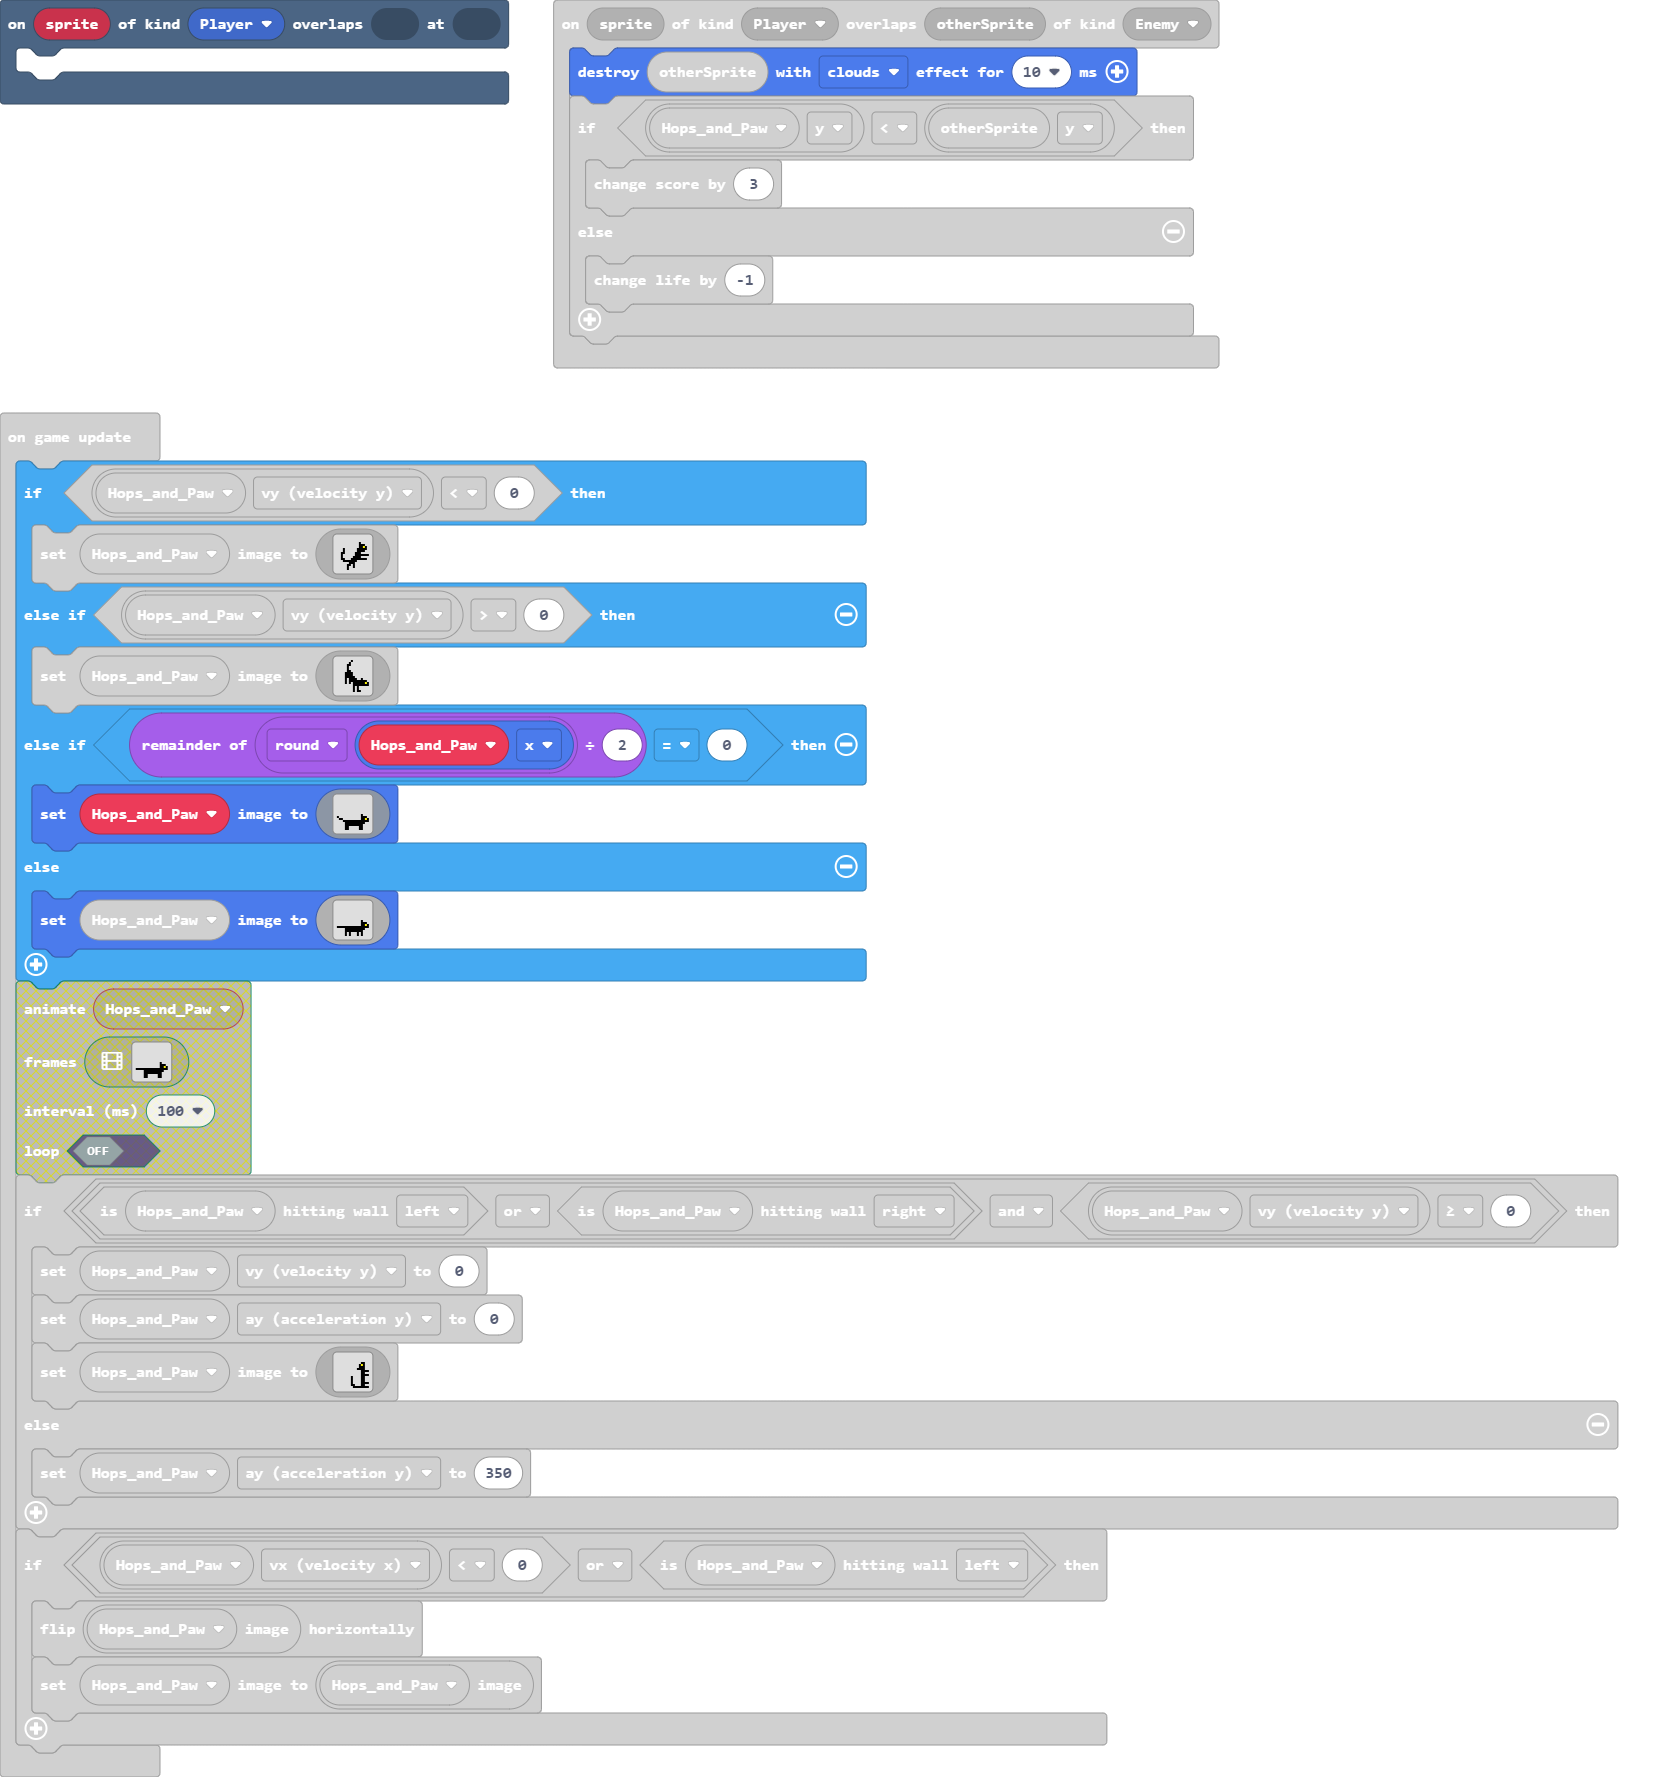 on sprite of kind Player overlaps at
on sprite of kind Player overlaps otherSprite of kind Enemy
destroy otherSprite with clouds effect for 10 ms
if Hops_and_Paw y < otherSprite y then
change score by 3
else
change life by -1
on game update
if Hops_and_Paw vy (velocity y) < 0 then
set Hops_and_Paw image to
else if Hops_and_Paw vy (velocity y) > 0 then
set Hops_and_Paw image to
else if remainder of round Hops_and_Paw x ÷ 2 = 0 then
set Hops_and_Paw image to
else
set Hops_and_Paw image to
animate Hops_and_Paw
frames
interval (ms) 100
loop OFF
if is Hops_and_Paw hitting wall left or is Hops_and_Paw hitting wall right and Hops_and_Paw vy (velocity y) ≥ 0 then
set Hops_and_Paw vy (velocity y) to 0
set Hops_and_Paw ay (acceleration y) to 0
set Hops_and_Paw image to
else
set Hops_and_Paw ay (acceleration y) to 350
if Hops_and_Paw vx (velocity x) < 0 or is Hops_and_Paw hitting wall left then
flip Hops_and_Paw image horizontally
set Hops_and_Paw image to Hops_and_Paw image